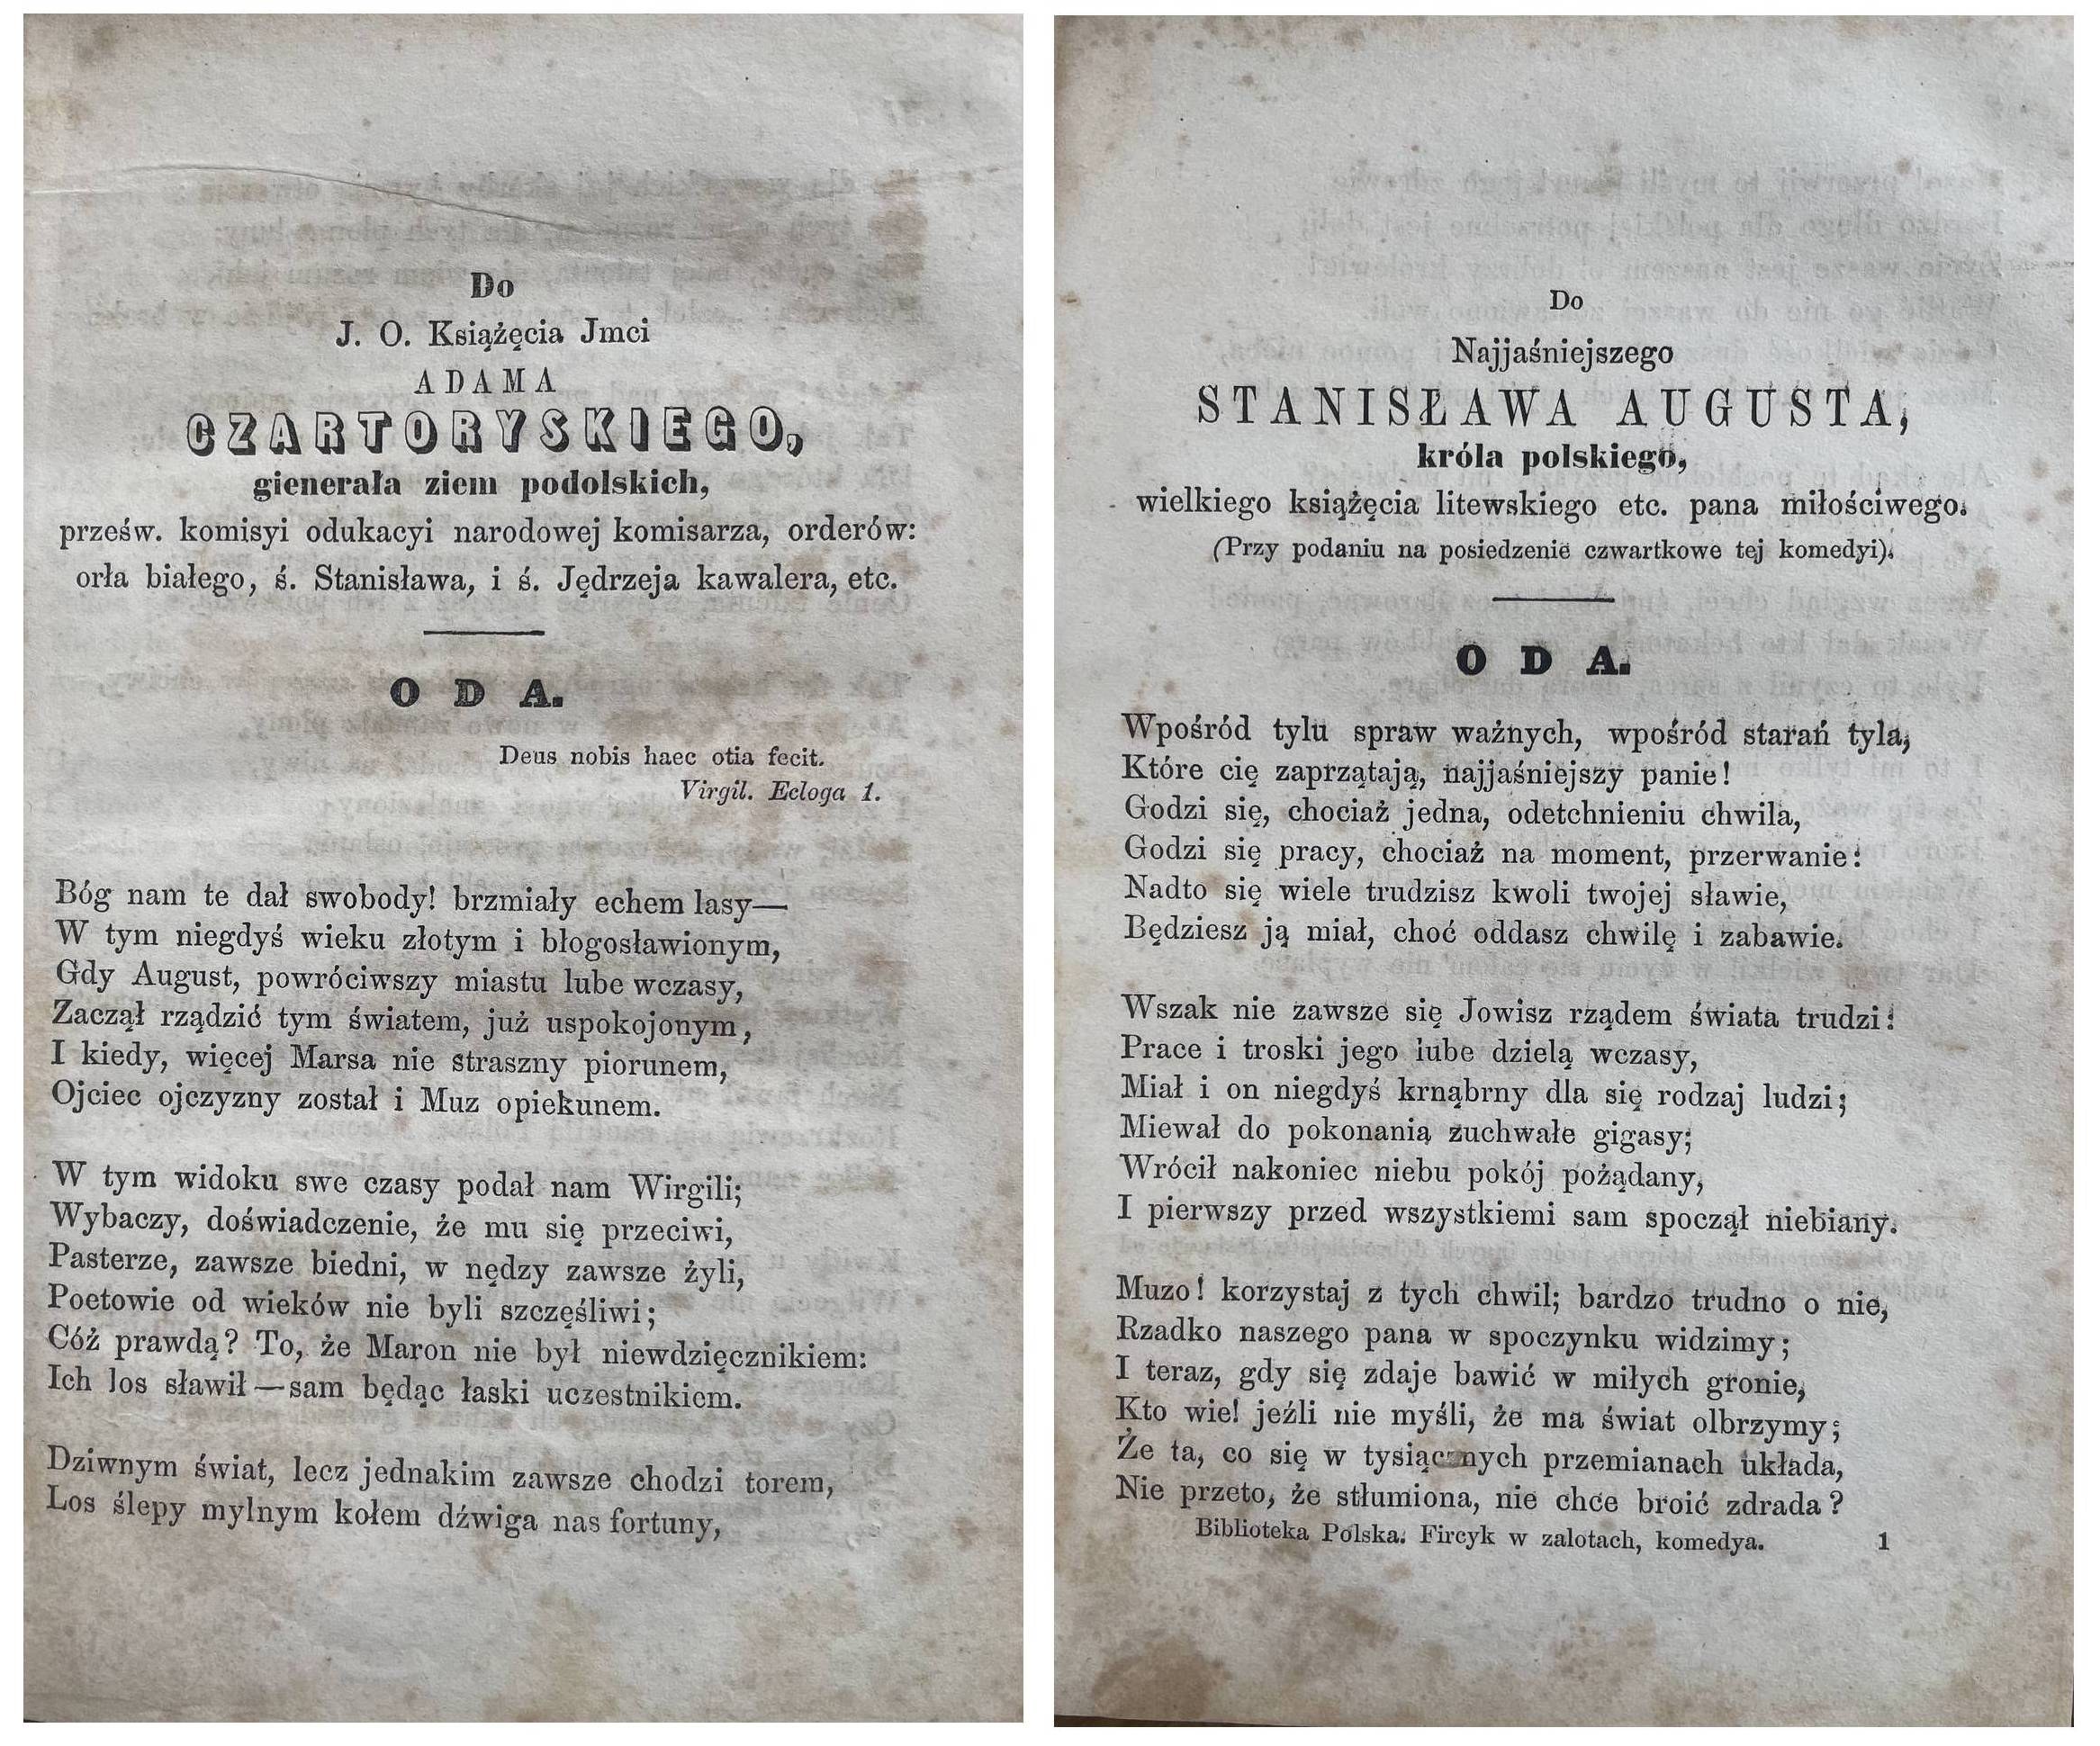 Do
J. O. Książęcia Jmci
ADAMA
CZARTORYSKIEGO,
gienerała ziem podolskich,
prześw. komisyi odukacyi narodowej komisarza, orderów:
orła białego, ś. Stanisława, i ś. Jędrzeja kawalera, etc.
ODA.
Deus nobis haec otia fecit.
Virgil. Ecloga 1.
Bóg nam te dał swobody! brzmiały echem lasy—
W tym niegdyś wieku złotym i błogosławionym,
Gdy August, powróciwszy miastu lube wczasy,
Zaczął rządzić tym światem, już uspokojonym,
I kiedy, więcej Marsa nie straszny piorunem,
Ojciec ojczyzny został i Muz opiekunem.
W tym widoku swe czasy podał nam Wirgili;
Wybaczy, doświadczenie, że mu się przeciwi,
Pasterze, zawsze biedni, w nędzy zawsze żyli,
Poetowie od wieków nie byli szczęśliwi;
Cóż prawdą? To, że Maron nie był niewdzięcznikiem:
Ich los sławił—sam będąc łaski uczestnikiem.
Dziwnym świat, lecz jednakim zawsze chodzi torem,
Los ślepy mylnym kołem dźwiga nas fortuny,
Do
Najjaśniejszego
STANISŁAWA AUGUSTA,
króla polskiego,
wielkiego książęcia litewskiego etc. pana miłościwego.
(Przy podaniu na posiedzenie czwartkowe tej komedyi).
ODA.
Wpośród tylu spraw ważnych, wpośród starań tyla,
Które cię zaprzątają, najjaśniejszy panie!
Godzi się, chociaż jedna, odetchnieniu chwila,
Godzi się pracy, chociaż na moment, przerwanie:
Nadto się wiele trudzisz kwoli twojej sławie,
Będziesz ją miał, choć oddasz chwilę i zabawie.
Wszak nie zawsze się Jowisz rządem świata trudzi!
Prace i troski jego lube dzielą wczasy,
Miał i on niegdyś krnąbrny dla się rodzaj ludzi;
Miewał do pokonania zuchwałe gigasy;
Wrócił nakoniec niebu pokój pożądany,
I pierwszy przed wszystkiemi sam spoczął niebiany.
Muzo! korzystaj z tych chwil; bardzo trudno o nie,
Rzadko naszego pana w spoczynku widzimy;
I teraz, gdy się zdaje bawić w miłych gronie,
Kto wie! jeźli nie myśli, że ma świat olbrzymy;
Że ta, co się w tysiącznych przemianach układa,
Nie przeto, że stłumiona, nie chce broić zdrada?
Biblioteka Polska. Fircyk w zalotach, komedya. 1